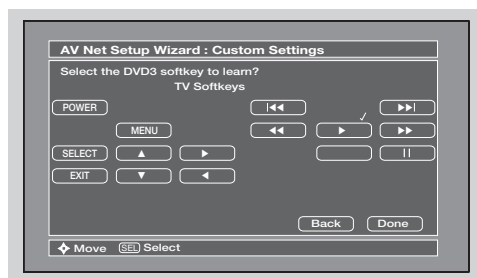 AV Net Setup Wizard : Custom Settings
Select the DVD3 softkey to learn?
TV Softkeys
POWER
MENU
SELECT
EXIT
Back Done
Move SEL Select